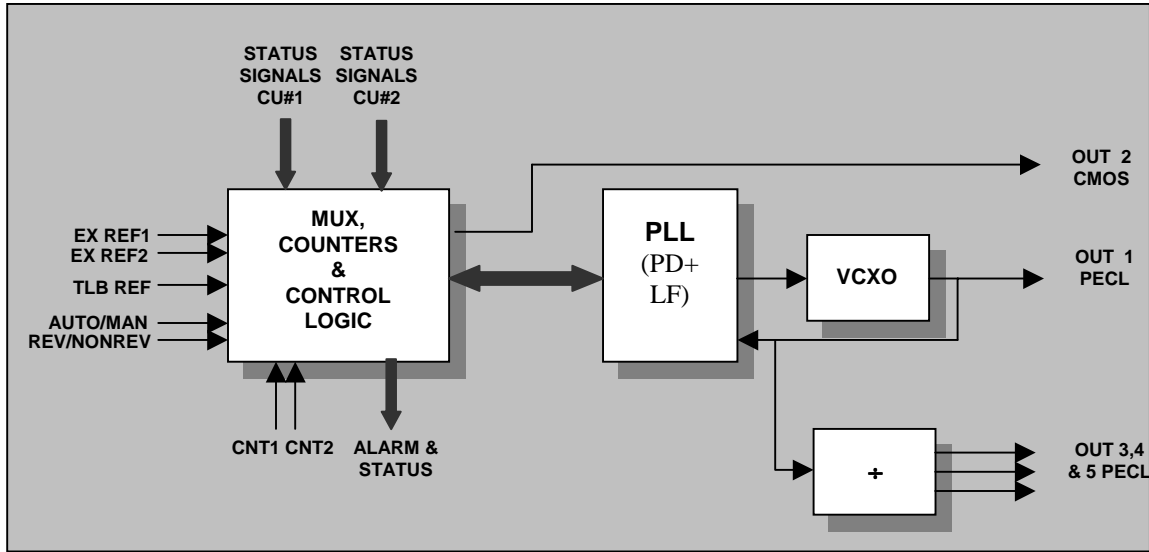 STATUS
SIGNALS
CU#1
STATUS
SIGNALS
CU#2
OUT 2
CMOS
MUX,
COUNTERS
&
CONTROL
LOGIC
EX REF1
EX REF2
TLB REF
AUTO/MAN
REV/NONREV
PLL
(PD+
LF)
VCXO
OUT 1
PECL
CNT1 CNT2
ALARM &
STATUS
÷
OUT 3,4
& 5 PECL